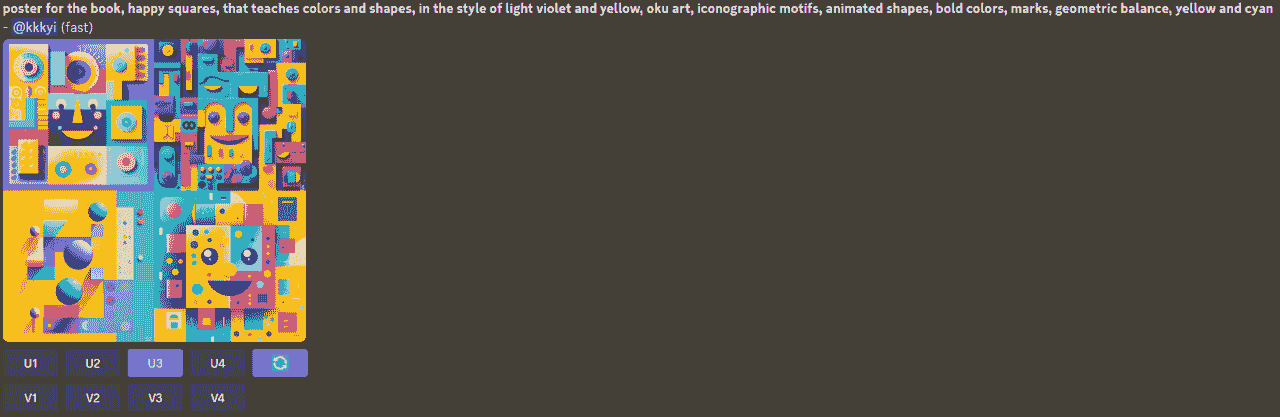 poster for the book, happy squares, that teaches colors and shapes, in the style of light violet and yellow, oku art, iconographic motifs, animated shapes, bold colors, marks, geometric balance, yellow and cyan
- @kkkyi (fast)
U1 U2 U3 U4
V1 V2 V3 V4